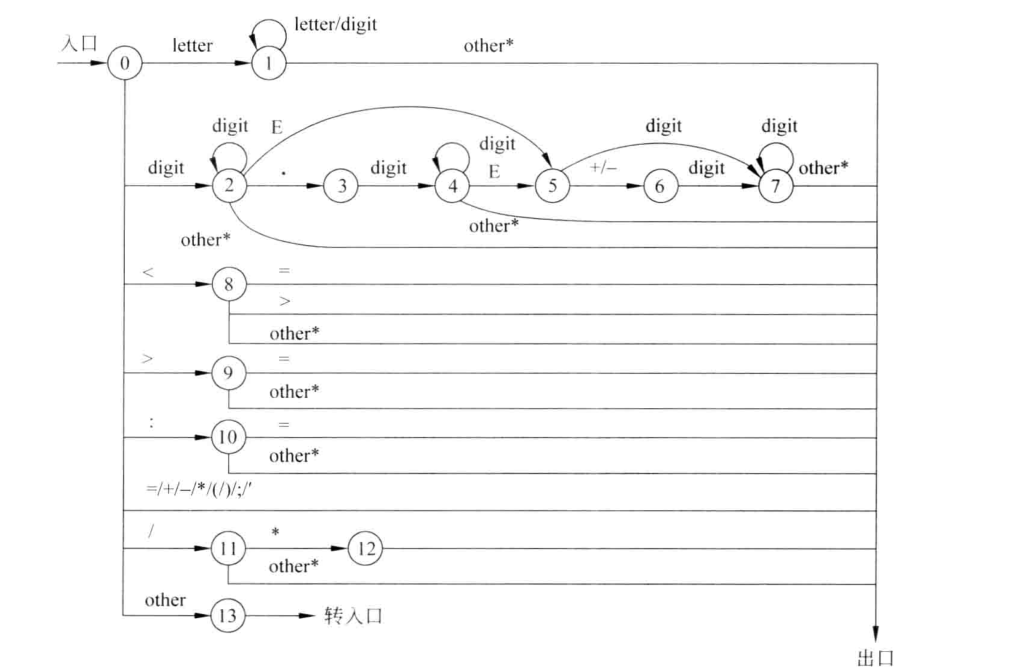 letter/digit
入口 letter other*
0 1
digit E digit digit digit
digit . digit E +/− digit other*
2 3 4 5 6 7
other* other*
< 8 =
>
other*
> 9 =
other*
: 10 =
other*
=/+/−/*/(/)/;/'
/ 11 * 12
other*
other 13 转入口
出口